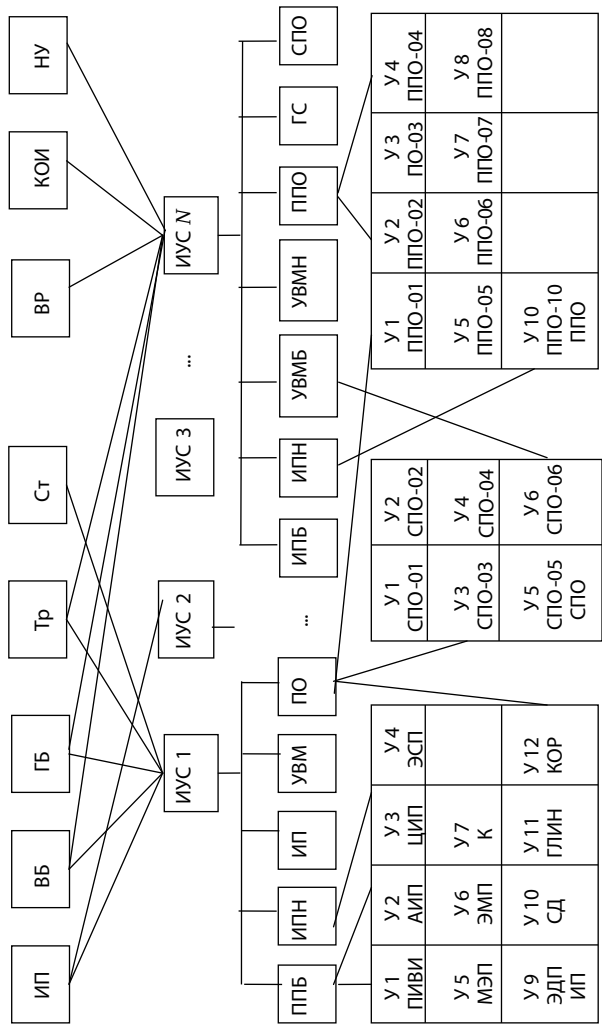 ИП
ВБ
ГБ
Тр
Ст
ВР
КОИ
НУ
ИУС 1
ИУС 2
ИУС 3
...
ИУС N
ППБ
ИПН
ИП
УВМ
ПО
...
ИПБ
ИПН
УВМБ
УВМН
ППО
ГС
СПО
У 1
ПИВИ
У 2
АИП
У 3
ЦИП
У 4
ЭСП
У 5
МЭП
У 6
ЭМП
У 7
К
У 9
ЭДП
ИП
У 10
СД
У 11
ГЛИН
У 12
КОР
У 1
СПО-01
У 2
СПО-02
У 3
СПО-03
У 4
СПО-04
У 5
СПО-05
СПО
У 6
СПО-06
У 1
ППО-01
У 2
ППО-02
У 3
ПО-03
У 4
ППО-04
У 5
ППО-05
У 6
ППО-06
У 7
ППО-07
У 8
ППО-08
У 10
ППО-10
ППО